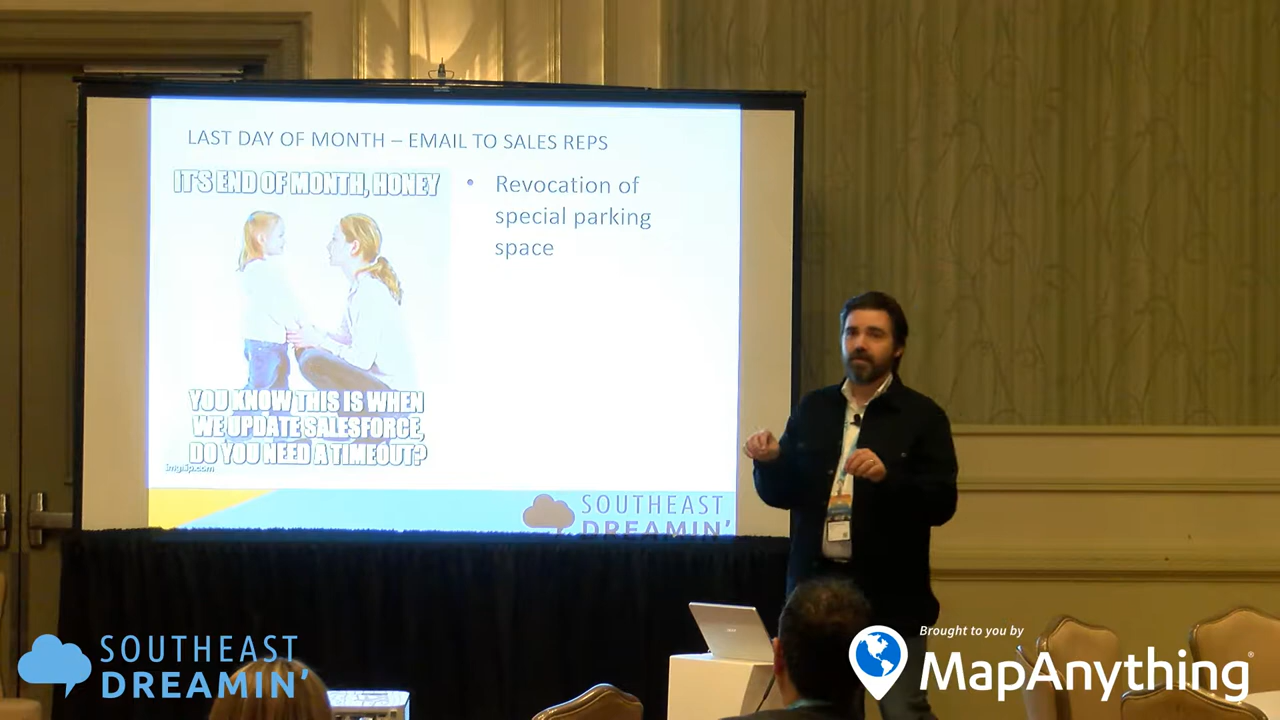 LAST DAY OF MONTH – EMAIL TO SALES REPS
IT'S END OF MONTH, HONEY
YOU KNOW THIS IS WHEN
WE UPDATE SALESFORCE,
DO YOU NEED A TIMEOUT?
imgflip.com
• Revocation of
special parking
space
SOUTHEAST
DREAMIN'
SOUTHEAST
DREAMIN'
Brought to you by
MapAnything®